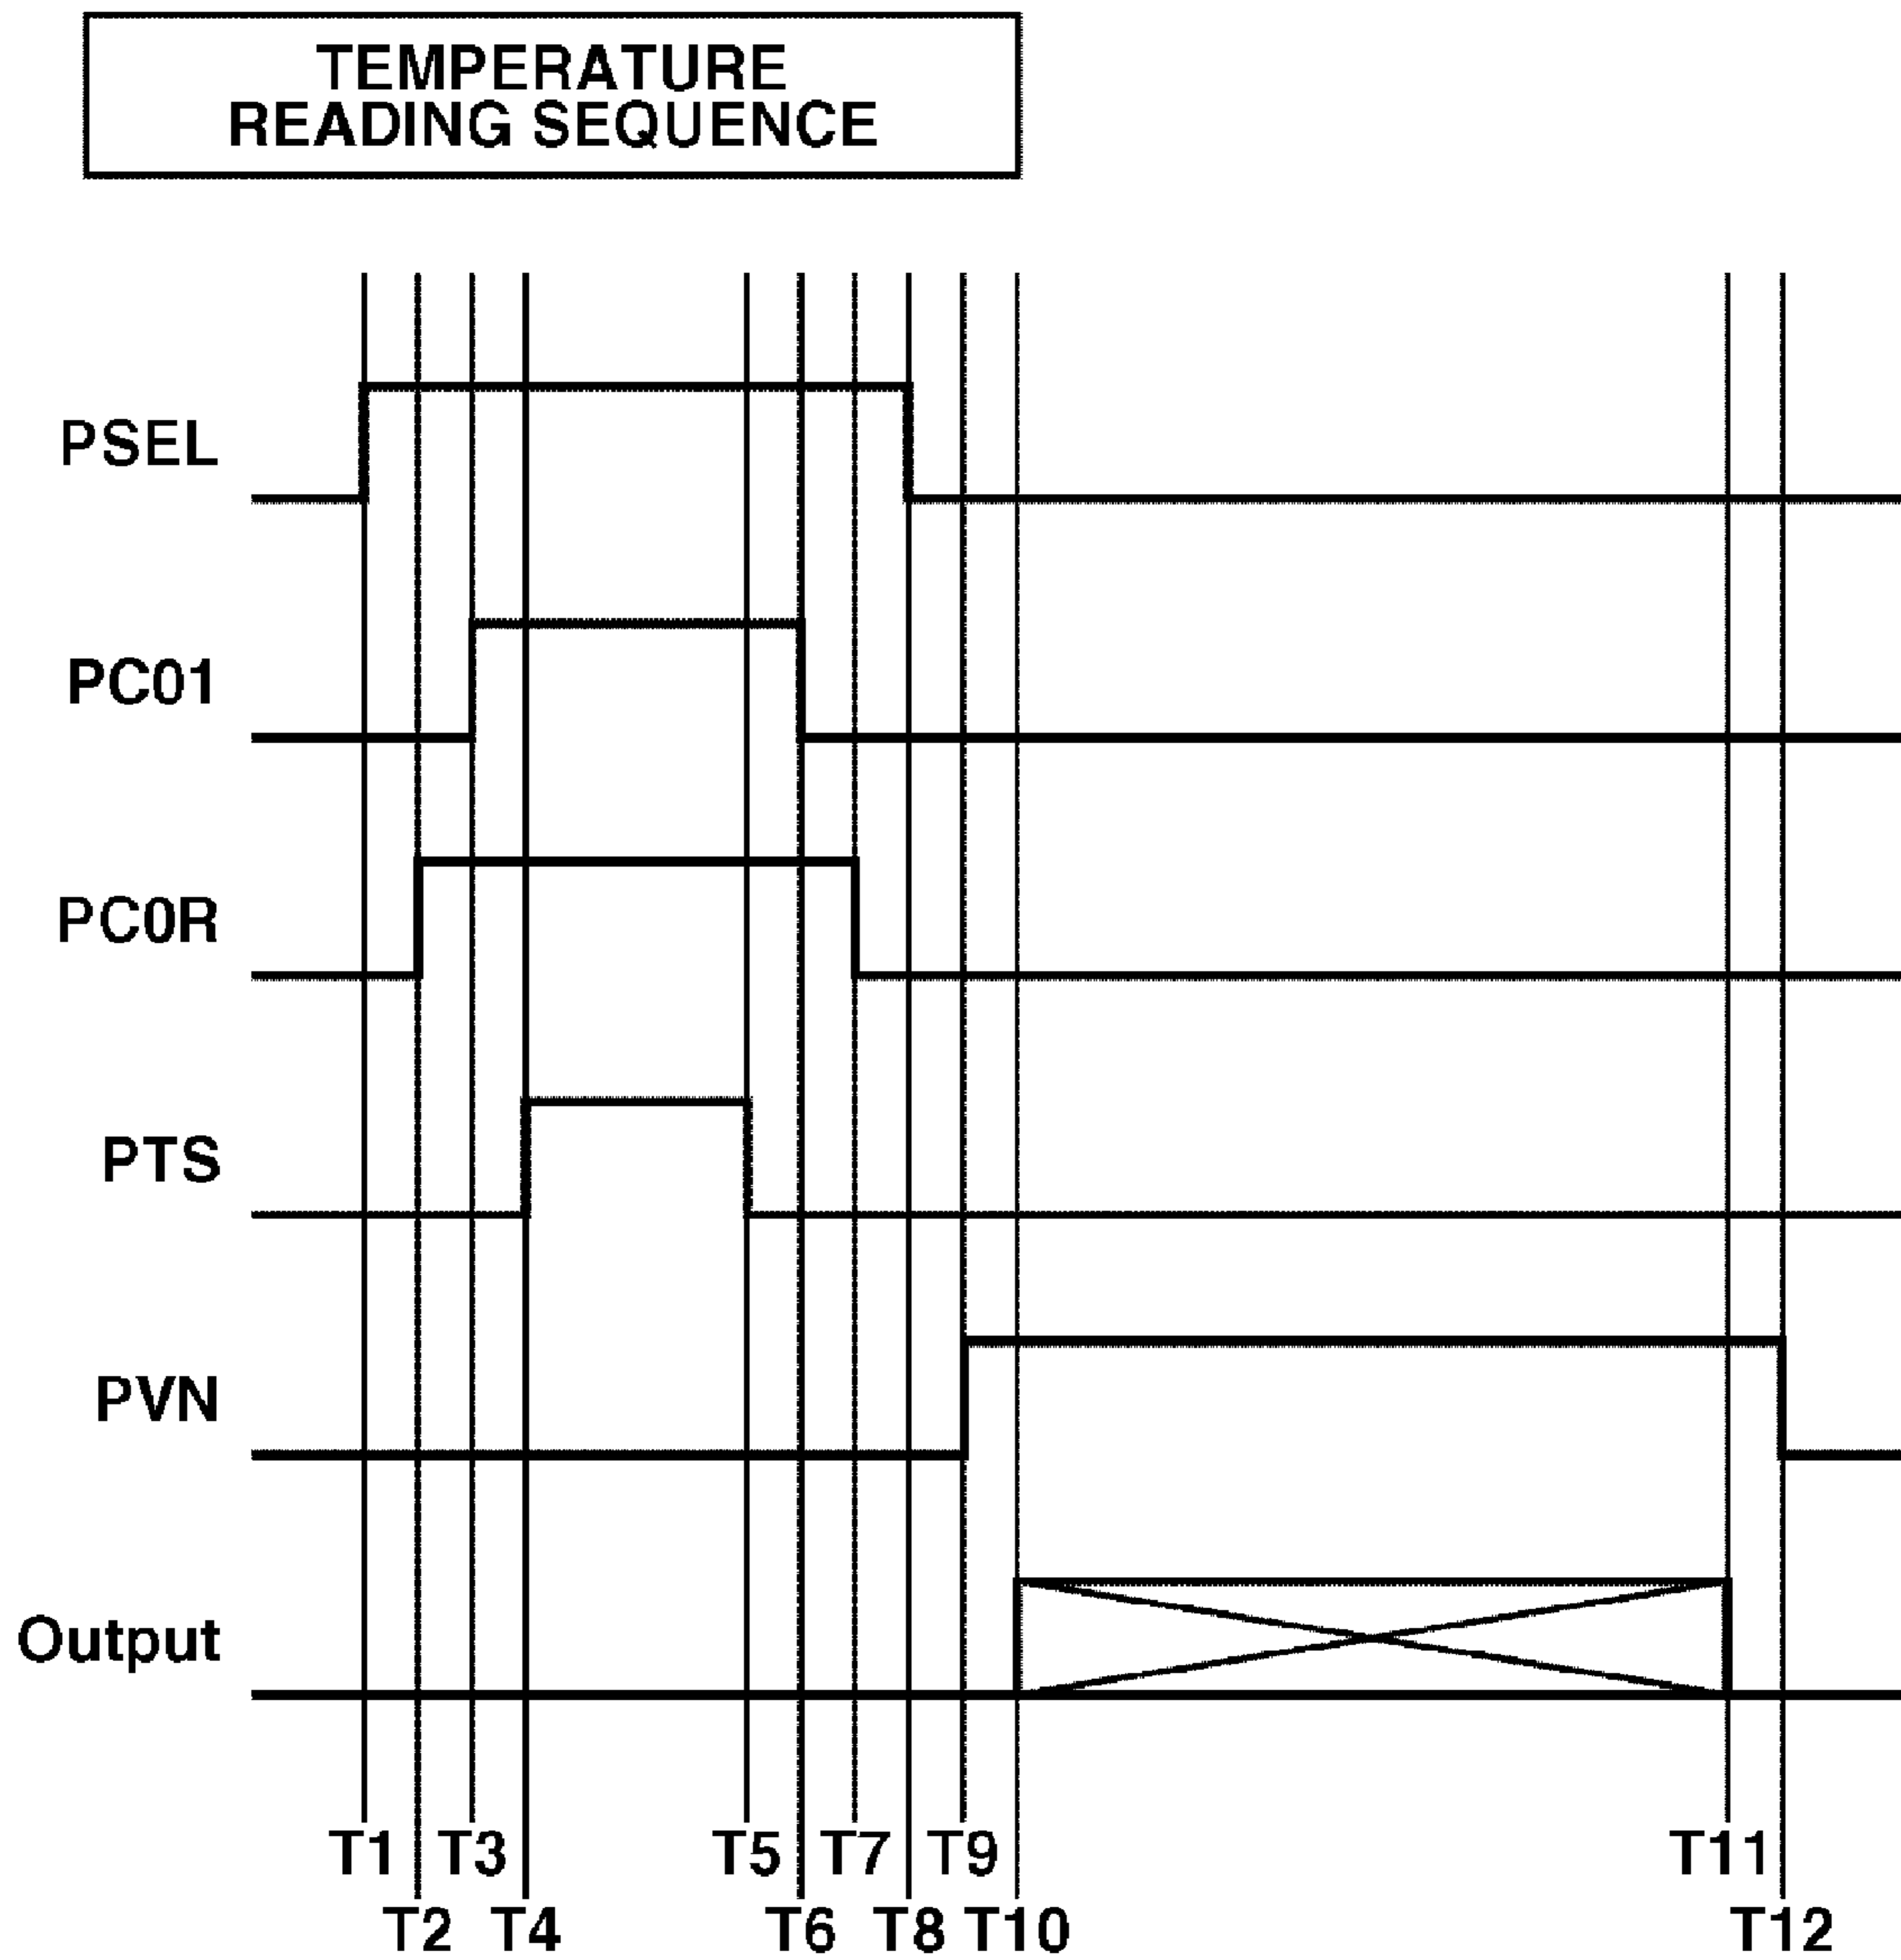 TEMPERATURE
READING SEQUENCE
PSEL
PC01
PC0R
PTS
PVN
Output
T1 T3 T5 T7 T9 T11
T2 T4 T6 T8 T10 T12